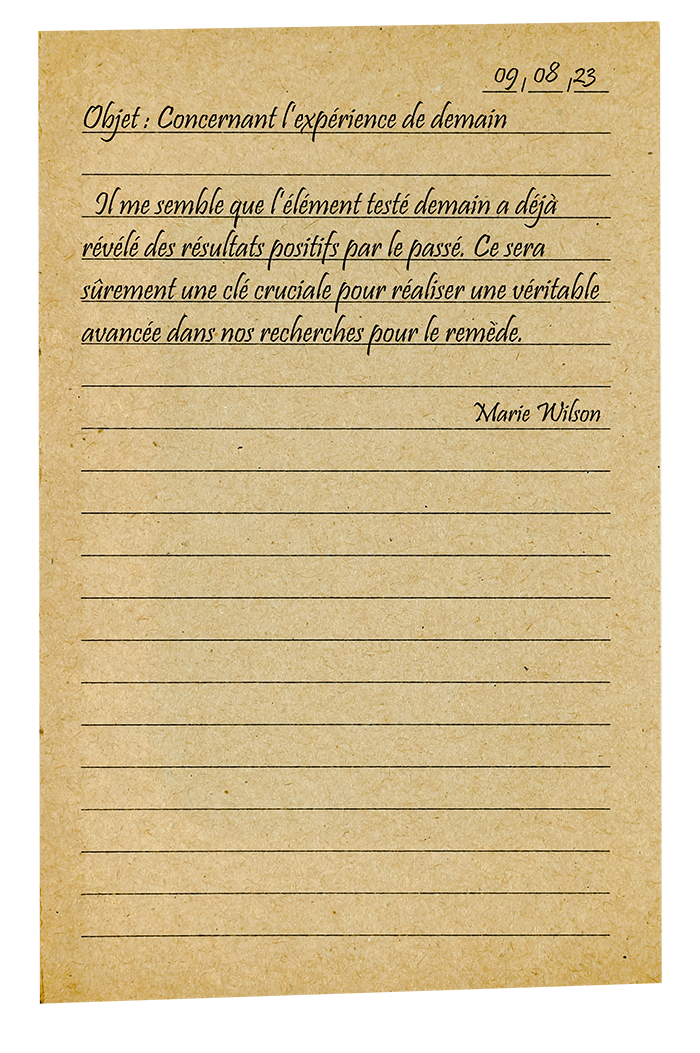 09,08,23
Objet : Concernant l'expérience de demain
Il me semble que l'élément testé demain a déjà
révélé des résultats positifs par le passé. Ce sera
sûrement une clé cruciale pour réaliser une véritable
avancée dans nos recherches pour le remède.
Marie Wilson